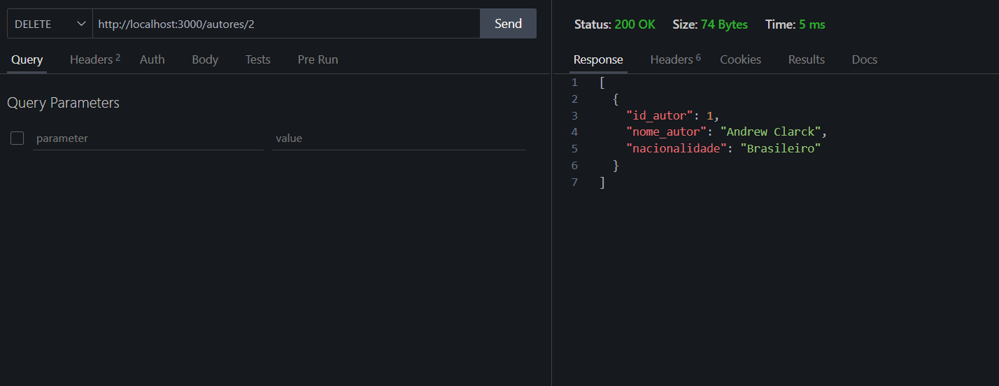 DELETE http://localhost:3000/autores/2 Send
Query Headers 2 Auth Body Tests Pre Run
Query Parameters
parameter value
Status: 200 OK Size: 74 Bytes Time: 5 ms
Response Headers 6 Cookies Results Docs
1 [
2 {
3 "id_autor": 1,
4 "nome_autor": "Andrew Clarck",
5 "nacionalidade": "Brasileiro"
6 }
7 ]